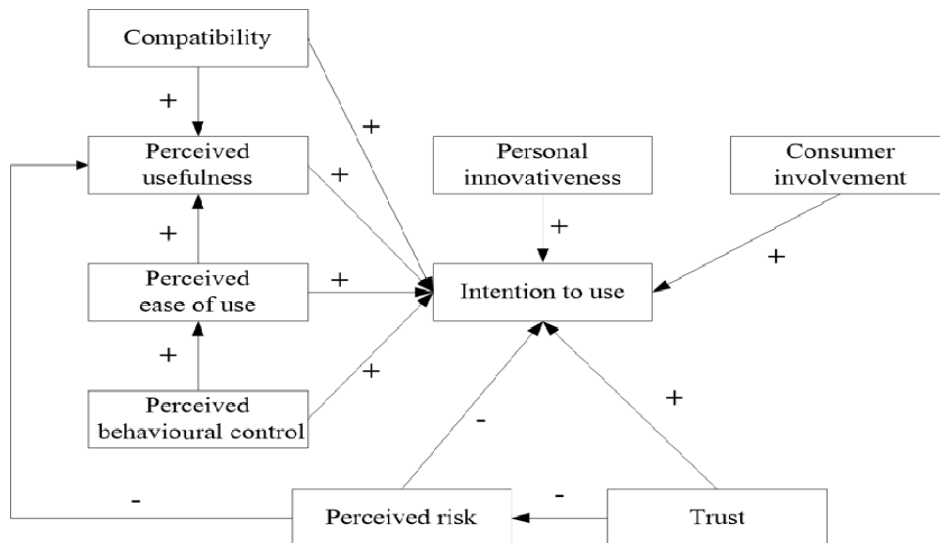 Compatibility
+
+
Perceived
usefulness
+
Personal
innovativeness
Consumer
involvement
+
+
+
Perceived
ease of use
+
Intention to use
+
+
Perceived
behavioural control
-
+
-
Perceived risk
-
Trust